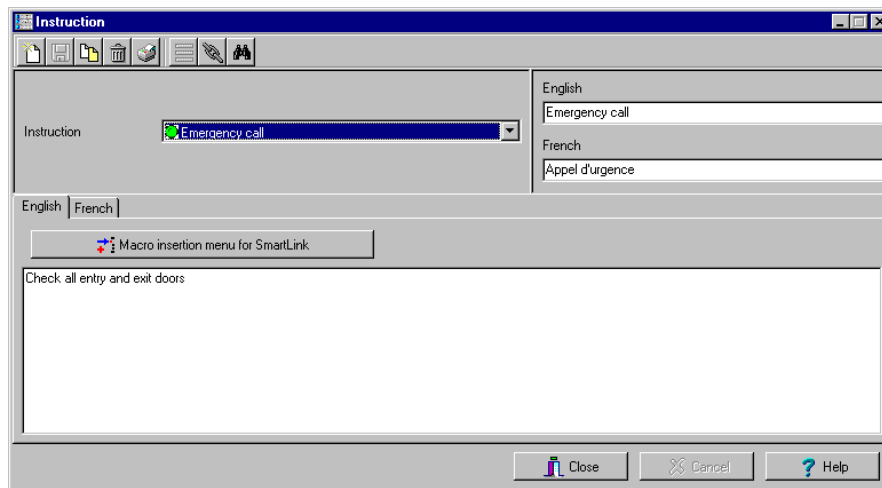 Instruction
English
Emergency call
Instruction
Emergency call
French
Appel d'urgence
English
French
Macro insertion menu for SmartLink
Check all entry and exit doors
Close
Cancel
Help